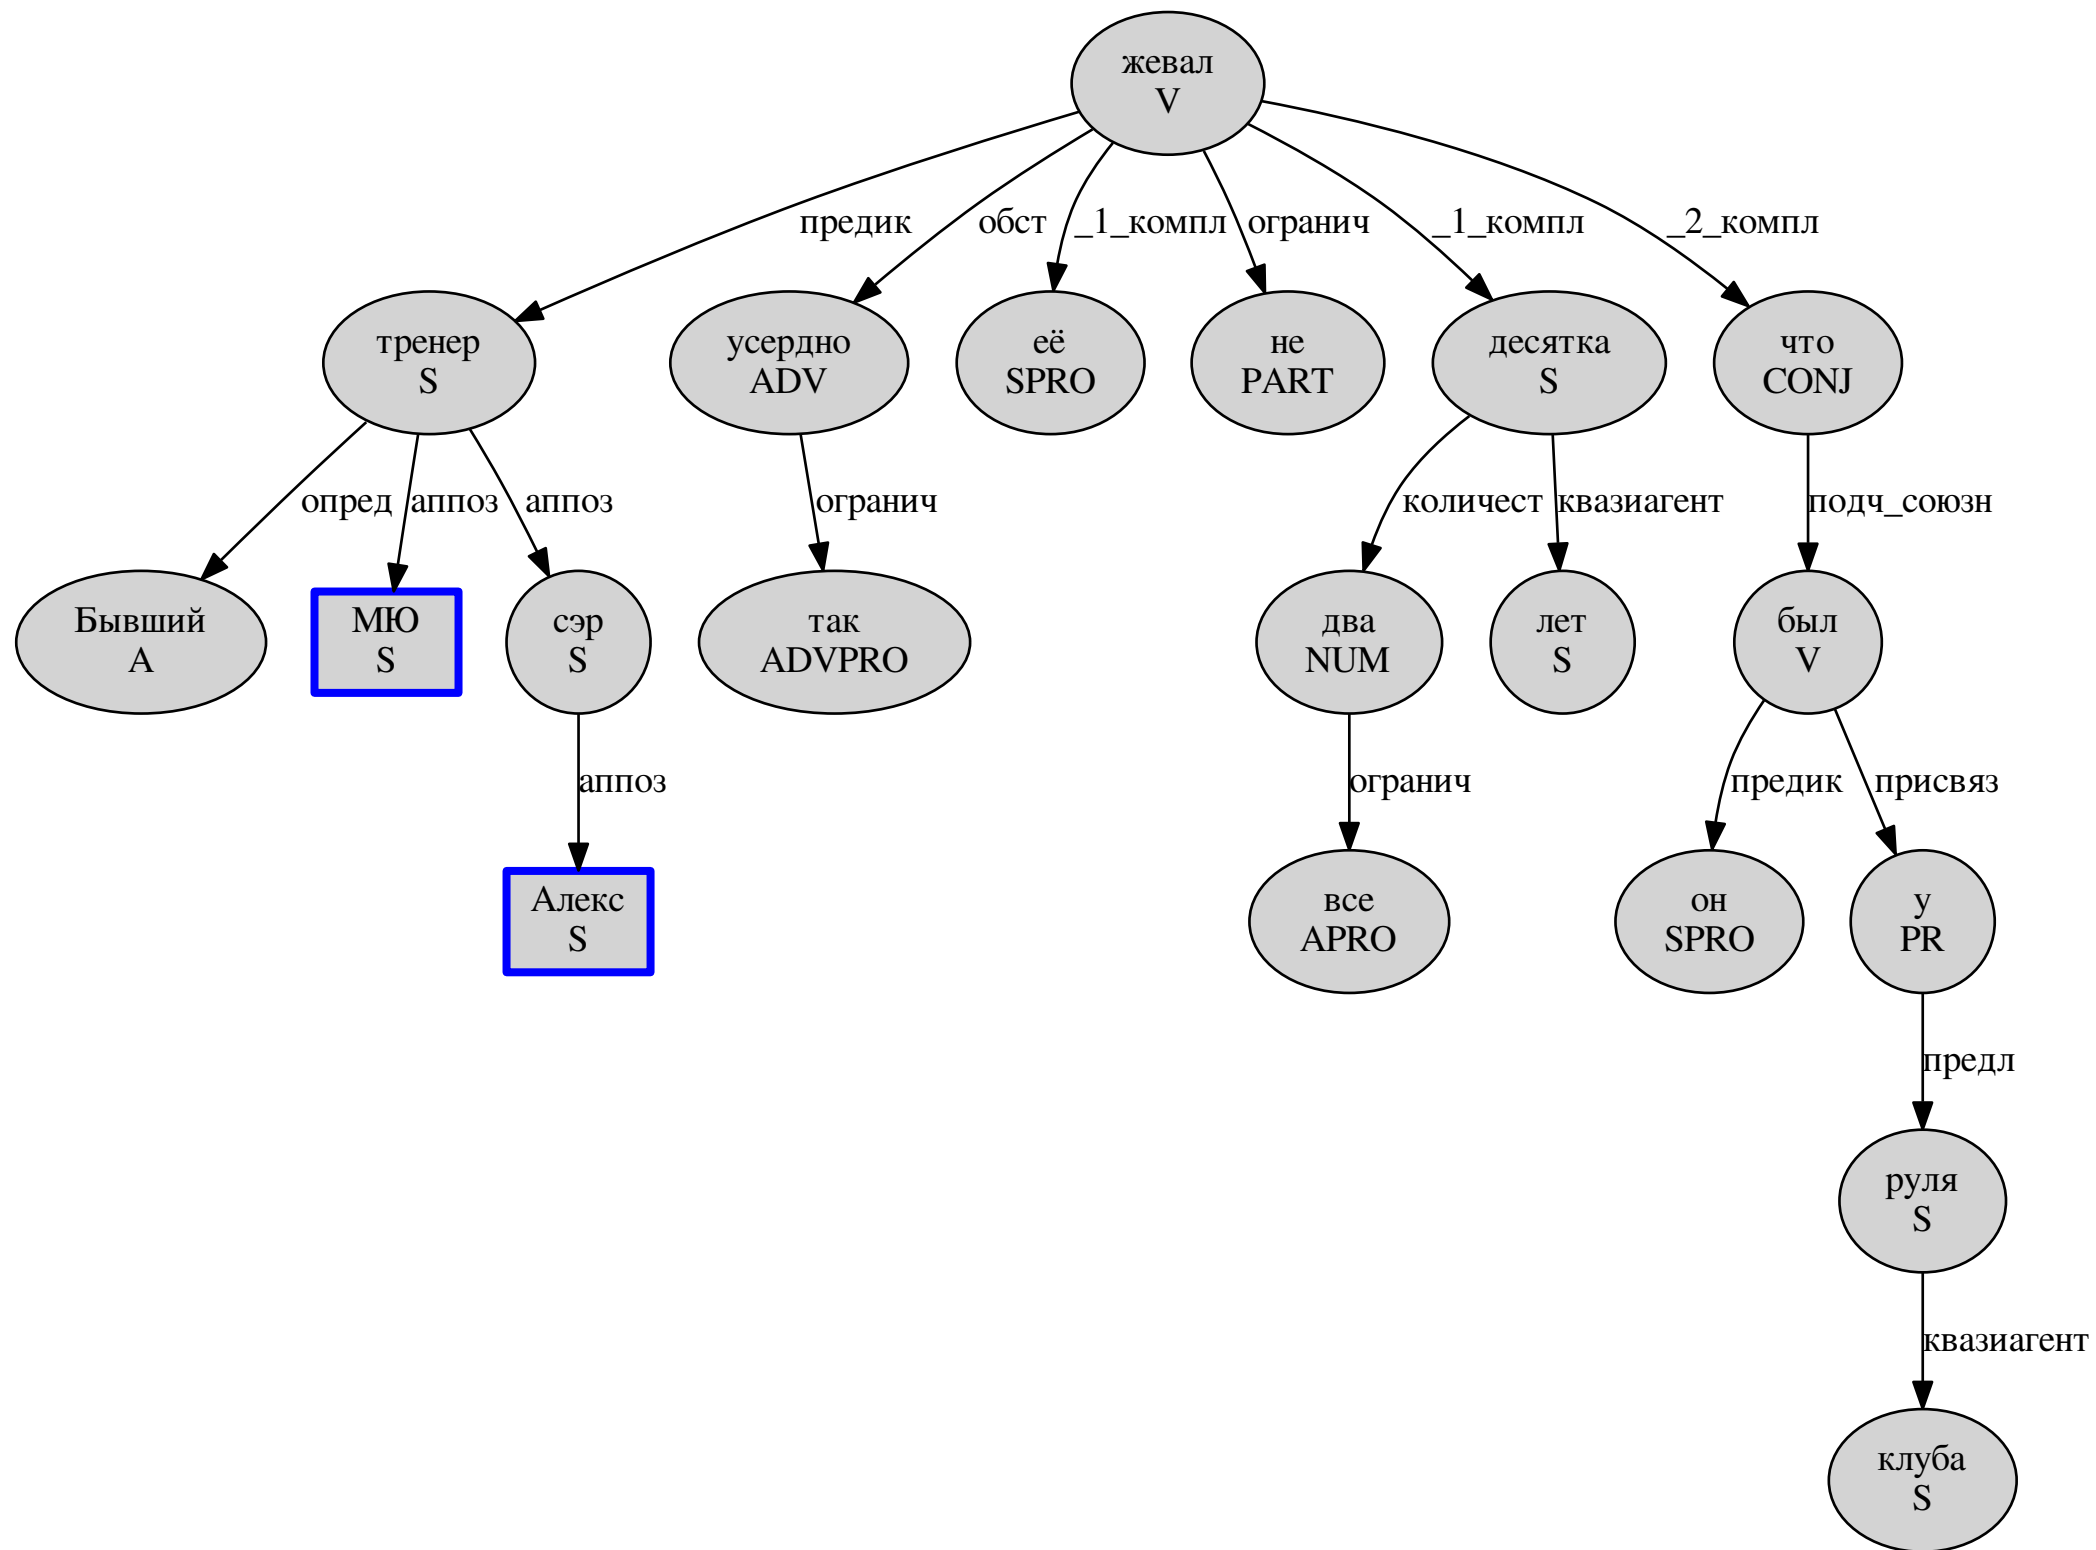 жевал
V
предик
обст
_1_компл
огранич
_1_компл
_2_компл
тренер
S
усердно
ADV
её
SPRO
не
PART
десятка
S
что
CONJ
опред
аппоз
аппоз
огранич
количест
квазиагент
подч_союзн
Бывший
A
МЮ
S
сэр
S
так
ADVPRO
два
NUM
лет
S
был
V
аппоз
огранич
предик
присвяз
Алекс
S
все
APRO
он
SPRO
у
PR
предл
руля
S
квазиагент
клуба
S